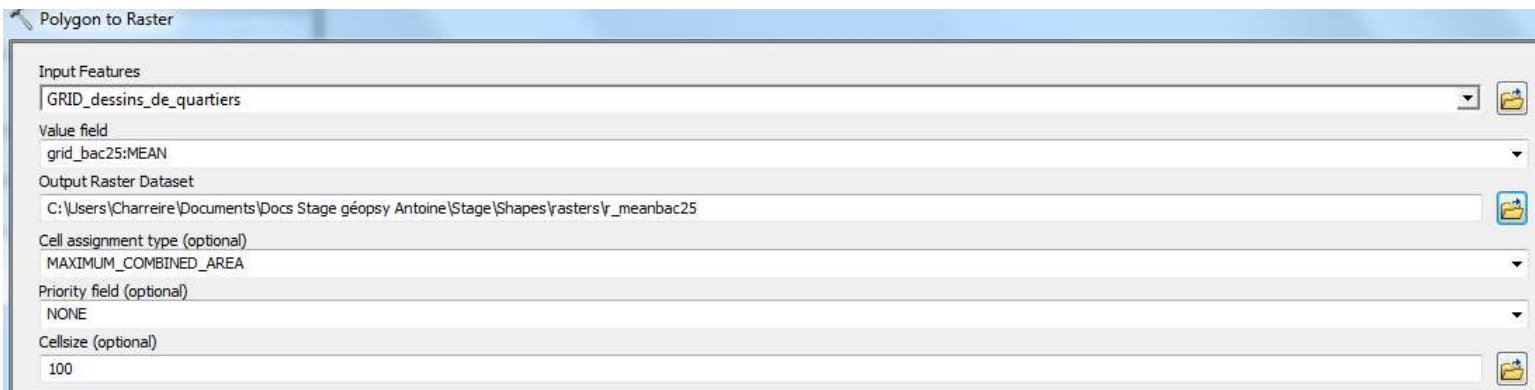 Polygon to Raster
Input Features
GRID_dessins_de_quartiers
Value field
grid_bac25:MEAN
Output Raster Dataset
C:\Users\Charreire\Documents\Docs Stage géopsy Antoine\Stage\Shapes\rasters\r_meanbac25
Cell assignment type (optional)
MAXIMUM_COMBINED_AREA
Priority field (optional)
NONE
Cellsize (optional)
100